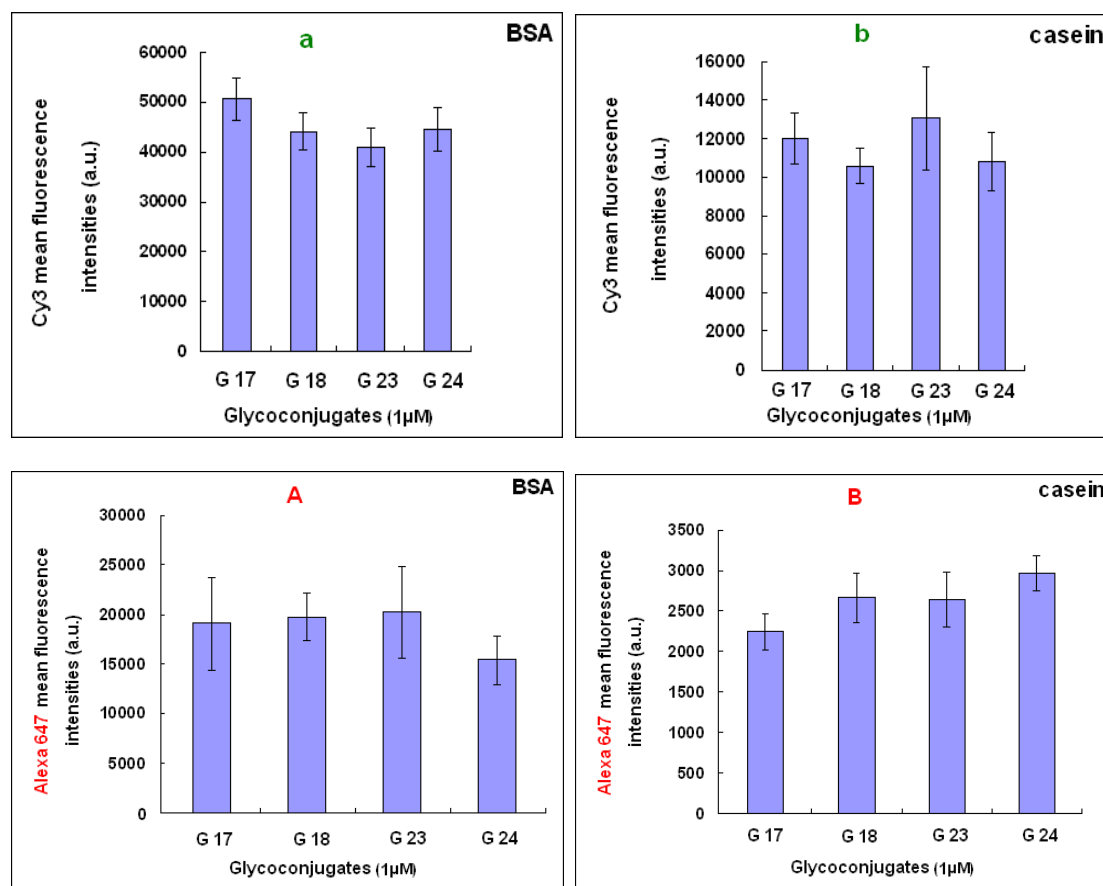 a
BSA
Cy3 mean fluorescence
intensities (a.u.)
60000
50000
40000
30000
20000
10000
0
G 17 G 18 G 23 G 24
Glycoconjugates (1µM)
b
casein
Cy3 mean fluorescence
intensities (a.u.)
16000
14000
12000
10000
8000
6000
4000
2000
0
G 17 G 18 G 23 G 24
Glycoconjugates (1µM)
A
BSA
Alexa 647 mean fluorescence
intensities (a.u.)
30000
25000
20000
15000
10000
5000
0
G 17 G 18 G 23 G 24
Glycoconjugates (1µM)
B
casein
Alexa 647 mean fluorescence
intensities (a.u.)
3500
3000
2500
2000
1500
1000
500
0
G 17 G 18 G 23 G 24
Glycoconjugates (1µM)